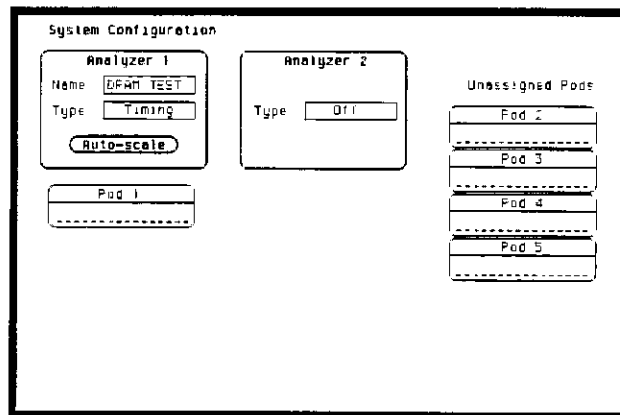 System Configuration
Analyzer 1
Name DRAM TEST
Type Timing
Auto-scale
Pod 1
Analyzer 2
Type Off
Unassigned Pods
Pod 2
Pod 3
Pod 4
Pod 5